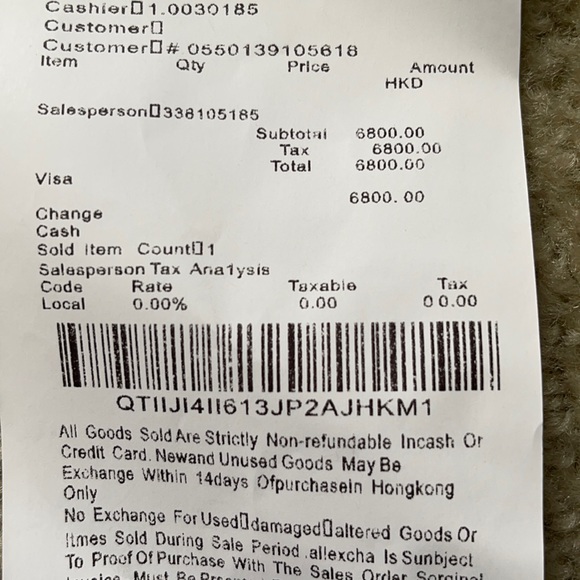 Cashier▯ 1.0030185
Customer▯
Customer▯# 0550139105618
Item Qty Price Amount
HKD
Salesperson▯338105185
Subtotal 6800.00
Tax 6800.00
Total 6800.00
Visa
6800. 00
Change
Cash
Sold Item Count▯1
Salesperson Tax Ana1ysis
Code Rate Taxable Tax
Local 0.00% 0.00 0 0.00
QTIIJI4II613JP2AJHKM1
All Goods Sold Are Strictly Non-refundable Incash Or
Credit Card. Newand Unused Goods May Be
Exchange Within 14days Ofpurchasein Hongkong
Only
No Exchange For Used▯damaged▯altered Goods Or
Itmes Sold During Sale Period .allexcha Is Sunbject
To Proof Of Purchase With The Sales Order Sorginal
Must Be